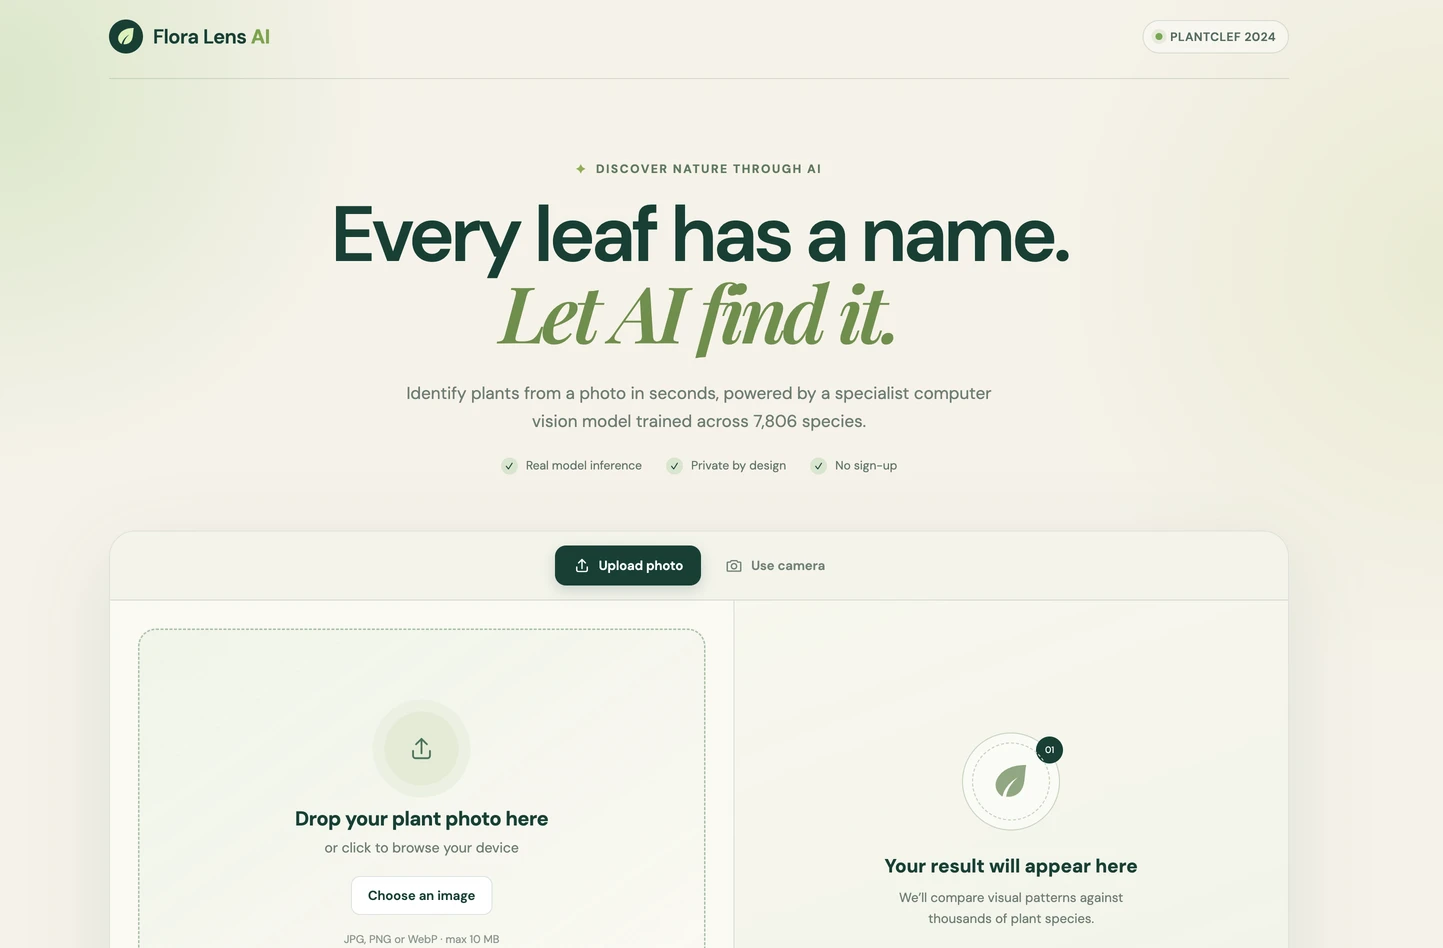 Flora Lens AI
PLANTCLEF 2024
DISCOVER NATURE THROUGH AI
Every leaf has a name.
Let AI find it.
Identify plants from a photo in seconds, powered by a specialist computer
vision model trained across 7,806 species.
Real model inference
Private by design
No sign-up
Upload photo
Use camera
Drop your plant photo here
or click to browse your device
Choose an image
JPG, PNG or WebP · max 10 MB
01
Your result will appear here
We’ll compare visual patterns against
thousands of plant species.